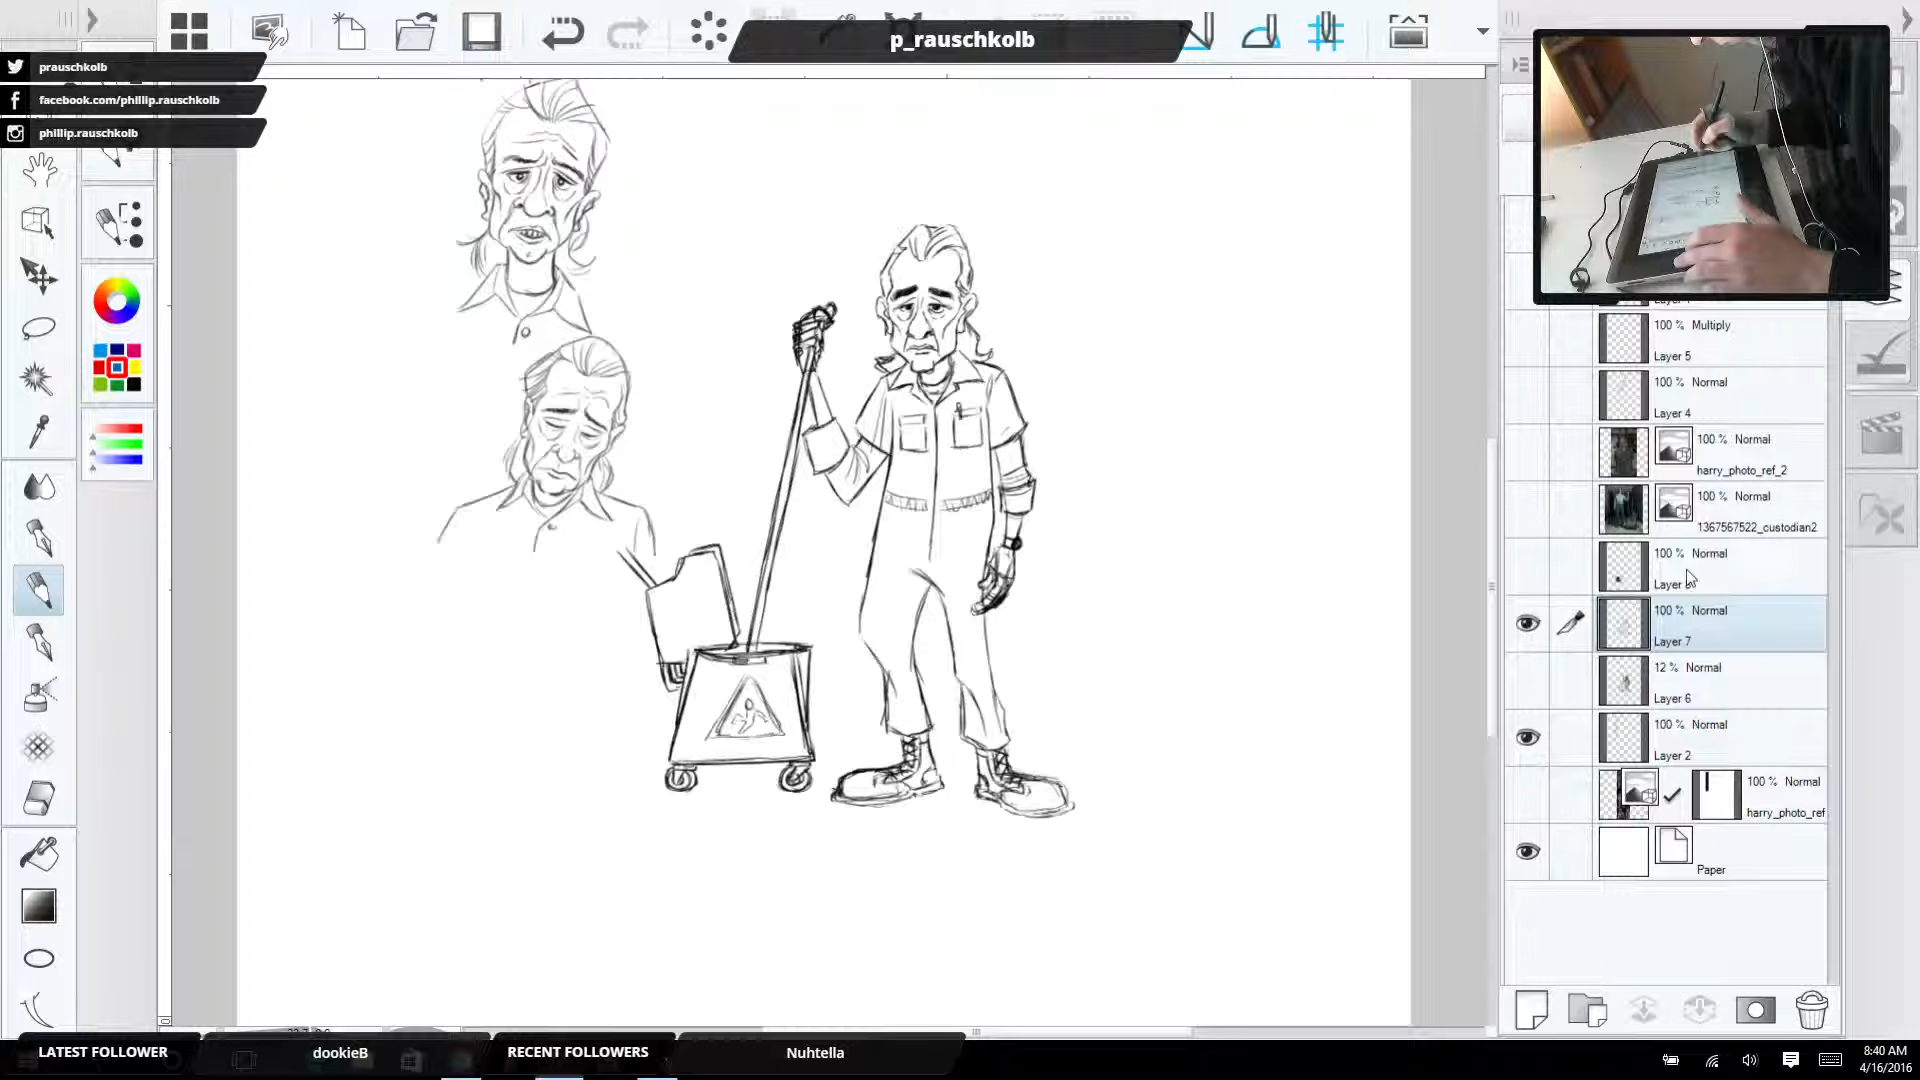 p_rauschkolb
prauschkolb
facebook.com/phillip.rauschkolb
phillip.rauschkolb
100 % Multiply
Layer 5
100 % Normal
Layer 4
100 % Normal
harry_photo_ref_2
100 % Normal
1367567522_custodian2
100 % Normal
Layer
100 % Normal
Layer 7
12 % Normal
Layer 6
100 % Normal
Layer 2
100 % Normal
harry_photo_ref
Paper
LATEST FOLLOWER
dookieB
RECENT FOLLOWERS
Nuhtella
8:40 AM
4/16/2016